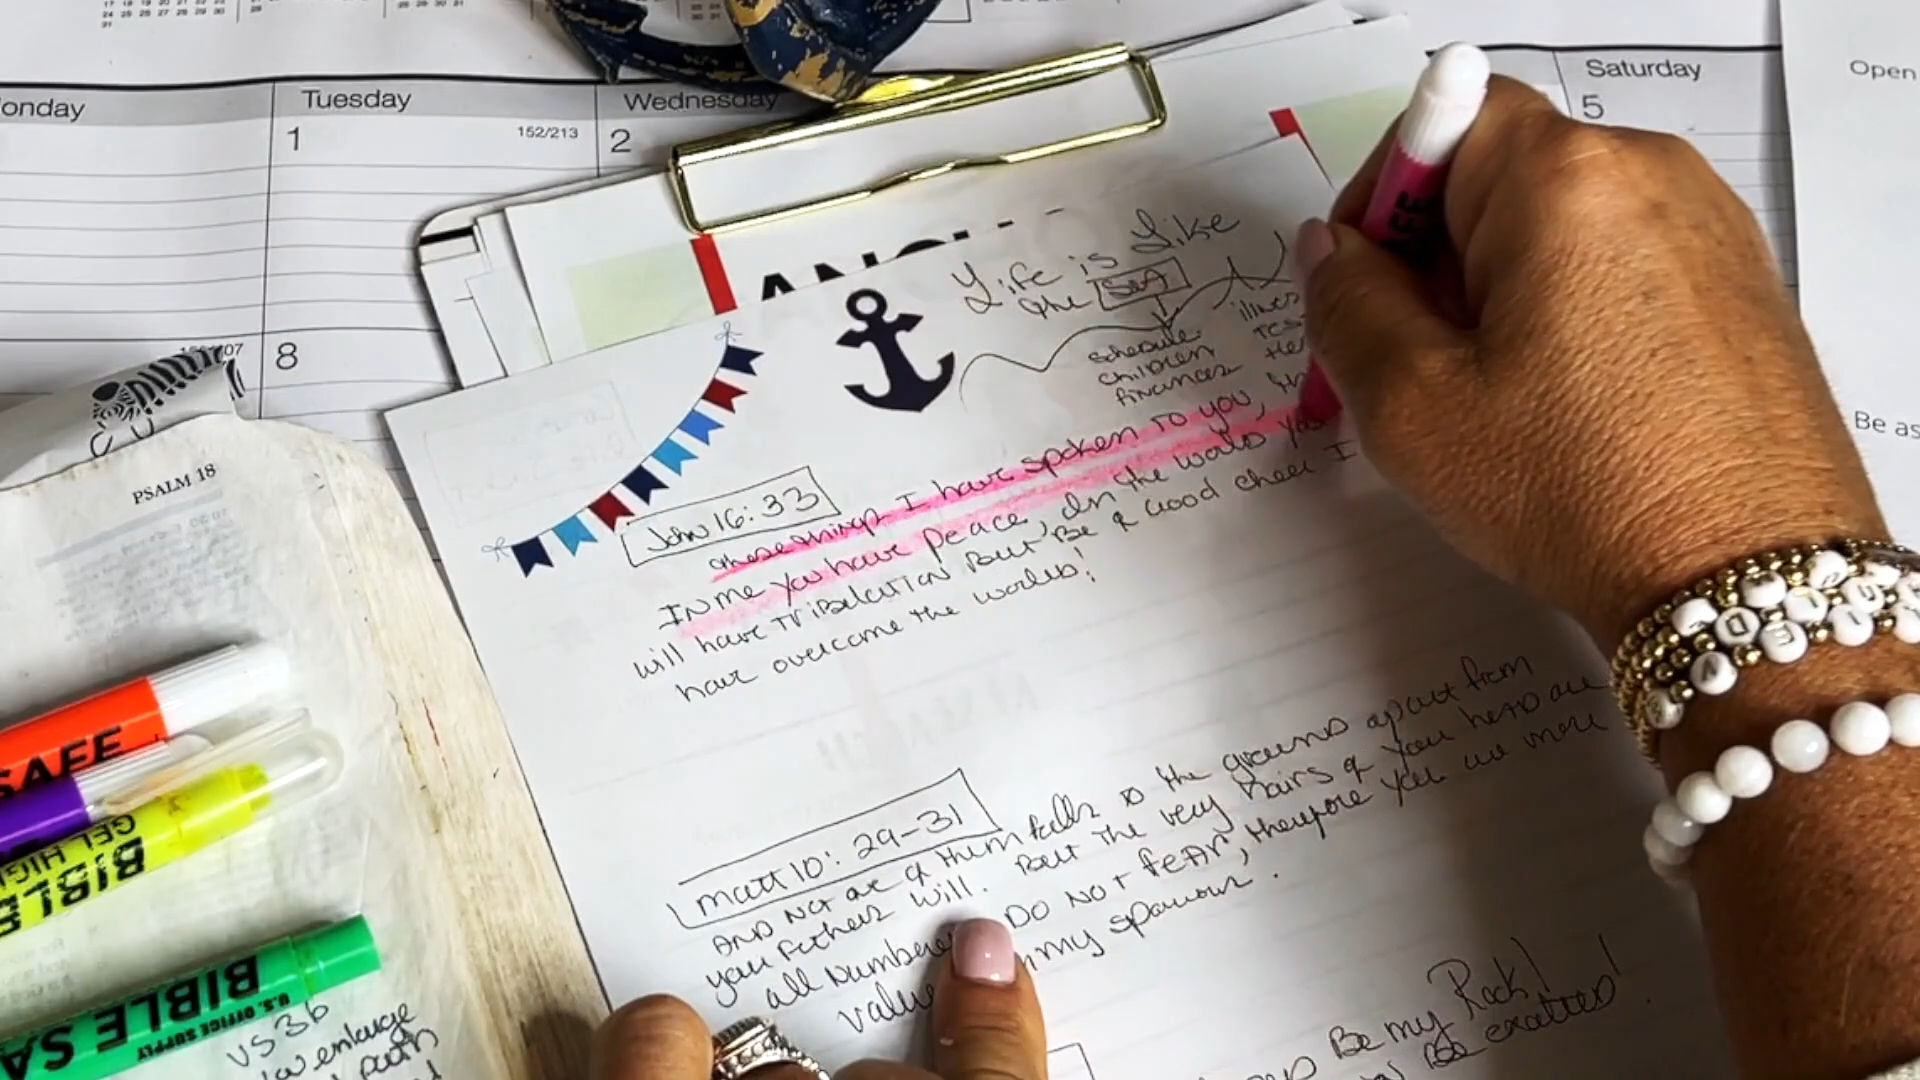 Tuesday
Wednesday
Saturday
1
152/213
2
5
8
Open
Be as
PSALM 18
Life is Like
the SEA
schedule
children
finances
John 16:33
these things I have spoken to you,
IN me you have peace, In the world you
will have tribulation But Be of Good cheer I
have overcome the world!
matt 10: 29-31
AND Not one of them falls to the ground apart from
your Fathers will. But the very hairs of your head are
all Numbered DO NOT feAr, therefore you are more
value
many sparrows.
Be my Rock!
Be exalted!
SAFE
BIBLE
GEL HIGH
BIBLE SA
U.S. OFFICE SUPPLY
VS 36
enlarge
path